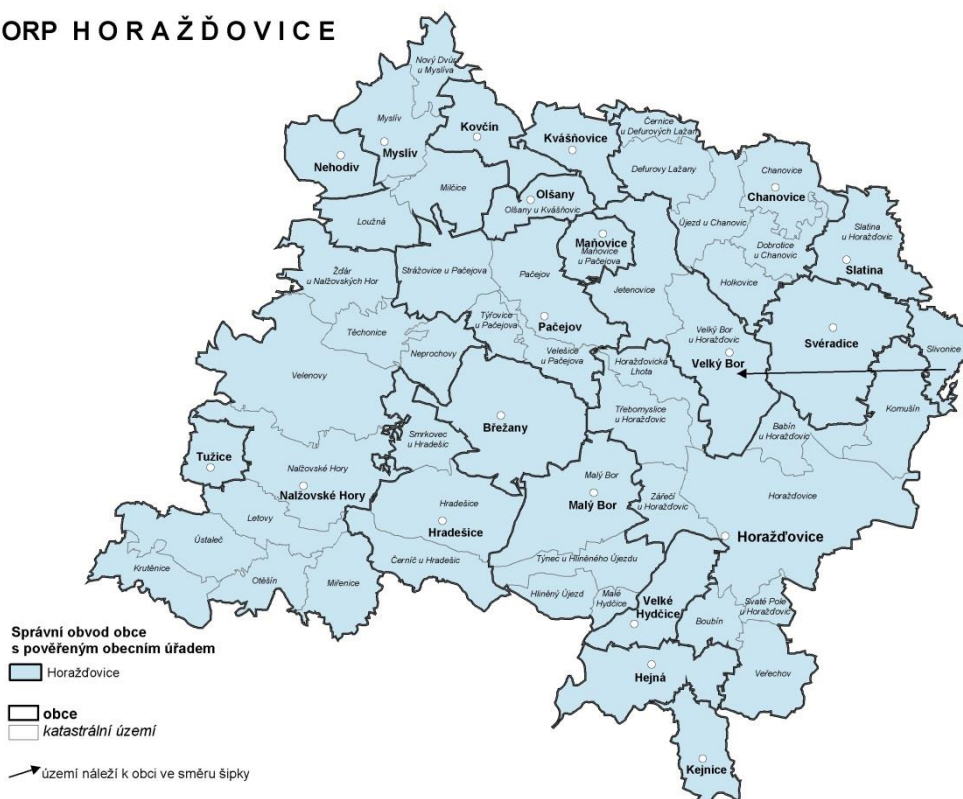 ORP HORAŽĎOVICE
Nový Dvůr
u Myslíva
Myslív
Myslív
Kovčín
Kvášňovice
Černice
u Defurových Lažan
Defurovy Lažany
Chanovice
Chanovice
Nehodiv
Milčice
Olšany
Olšany u Kvášňovic
Loužná
Újezd u Chanovic
Slatina
u Horažďovic
Slatina
Dobrotice
u Chanovic
Maňovice
Maňovice
u Pačejova
Strážovice u Pačejova
Pačejov
Ždár
u Nalžovských Hor
Jetenovice
Holkovice
Týřovice
u Pačejova
Pačejov
Těchonice
Neprochovy
Velešice
u Pačejova
Horažďovická
Lhota
Velký Bor
u Horažďovic
Velký Bor
Svéradice
Slivonice
Velenovy
Komušín
Třebomyslice
u Horažďovic
Babín
u Horažďovic
Břežany
Smrkovec
u Hradešic
Tužice
Nalžovské Hory
Nalžovské Hory
Malý Bor
Malý Bor
Zářečí
u Horažďovic
Horažďovice
Hradešice
Hradešice
Letovy
Horažďovice
Ústaleč
Černíč u Hradešic
Týnec u Hliněného Újezdu
Krutěnice
Otěšín
Miřenice
Hliněný Újezd
Malé
Hydčice
Velké
Hydčice
Svaté Pole
u Horažďovic
Boubín
Hejná
Veřechov
Kejnice
Správní obvod obce
s pověřeným obecním úřadem
Horažďovice
obce
katastrální území
území náleží k obci ve směru šipky